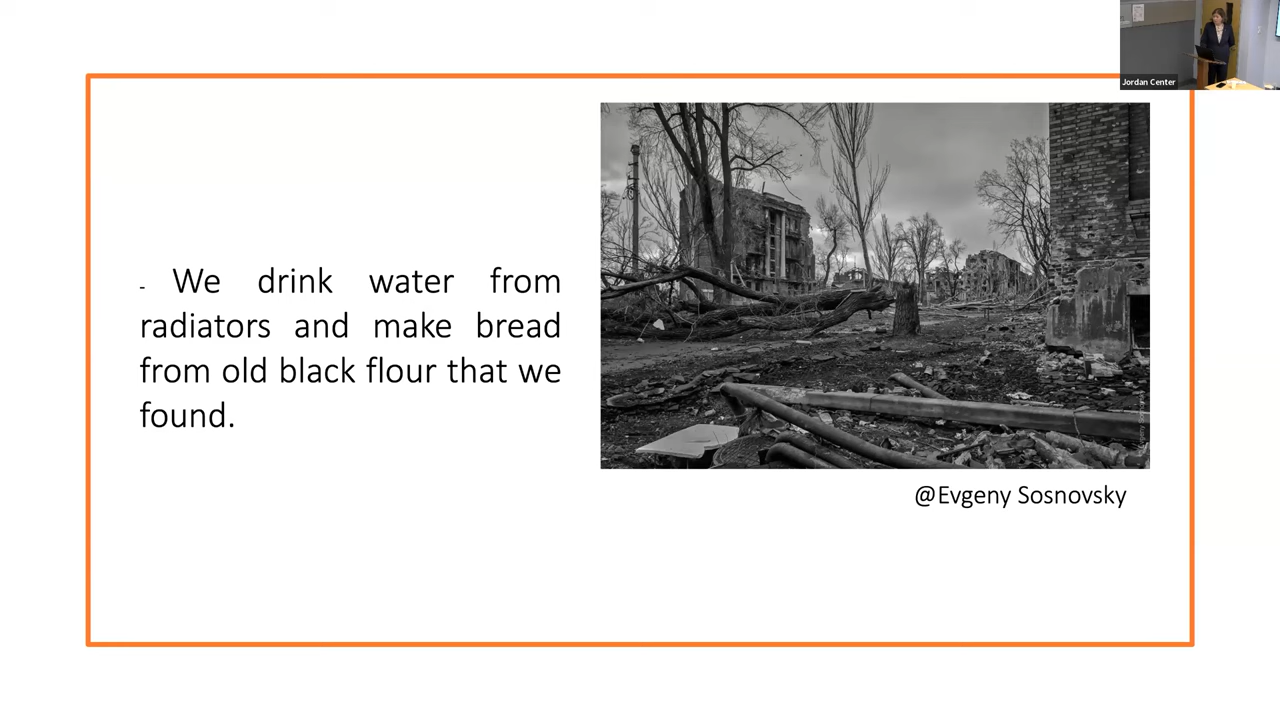 Jordan Center
- We drink water from
radiators and make bread
from old black flour that we
found.
@Evgeny Sosnovsky